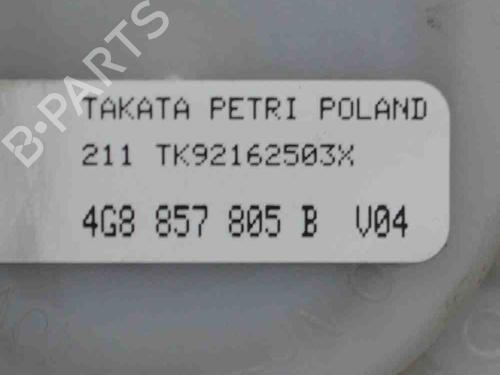 B-PARTS
TAKATA PETRI POLAND
211 TK92162503X
4G8 857 805 B V04